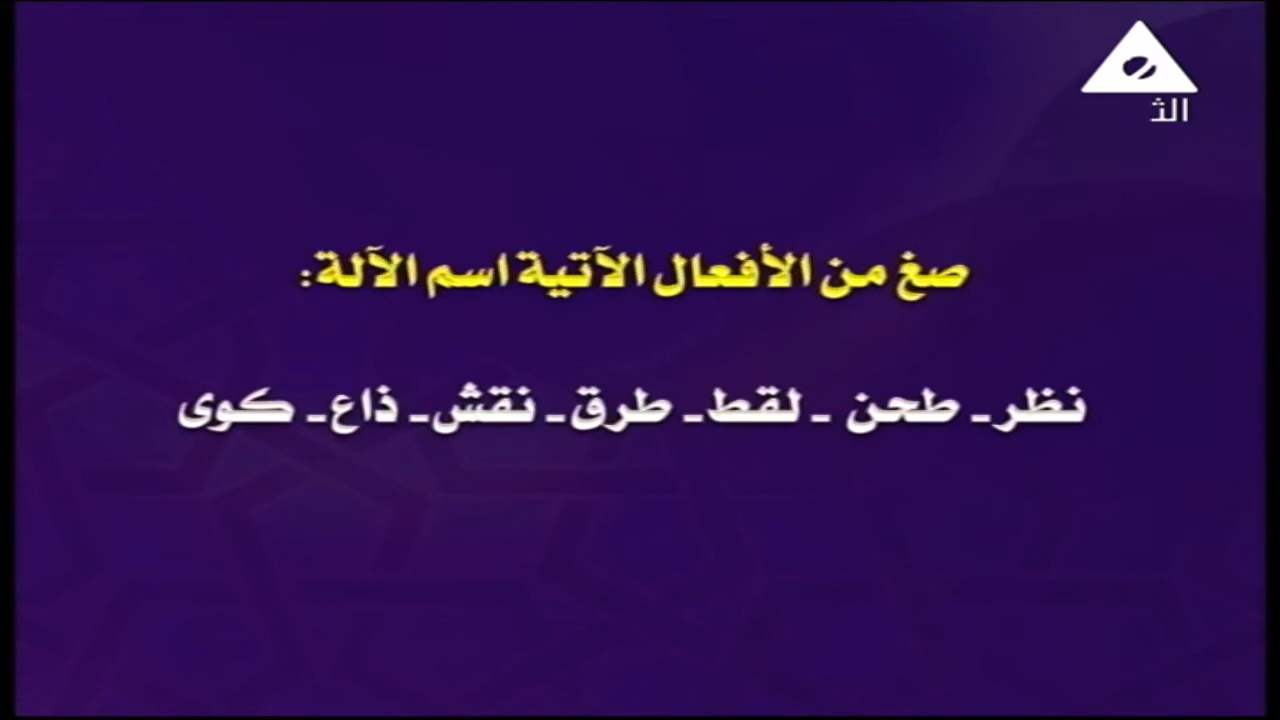 الث
صغ من الأفعال الآتية اسم الآلة:
نظر - طحن - لقط - طرق - نقش - ذاع - كوى